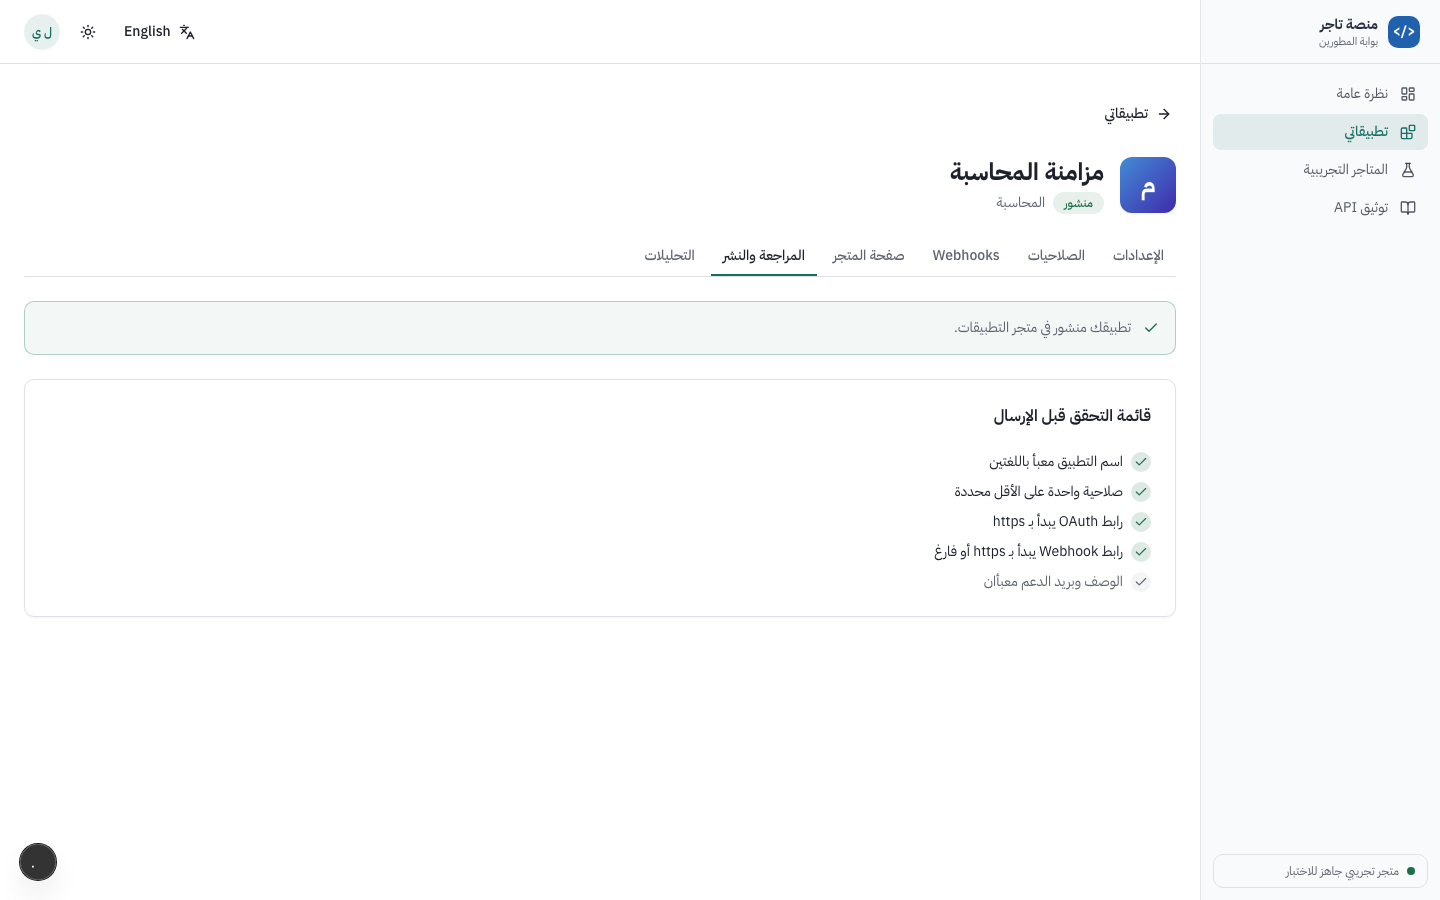 منصة تاجر
بوابة المطورين
نظرة عامة
تطبيقاتي
المتاجر التجريبية
توثيق API
متجر تجريبي جاهز للاختبار
English
ل ي
تطبيقاتي
م
مزامنة المحاسبة
منشور
المحاسبة
الإعدادات
الصلاحيات
Webhooks
صفحة المتجر
المراجعة والنشر
التحليلات
تطبيقك منشور في متجر التطبيقات.
قائمة التحقق قبل الإرسال
اسم التطبيق معبأ باللغتين
صلاحية واحدة على الأقل محددة
رابط OAuth يبدأ بـ https
رابط Webhook يبدأ بـ https أو فارغ
الوصف وبريد الدعم معبأان